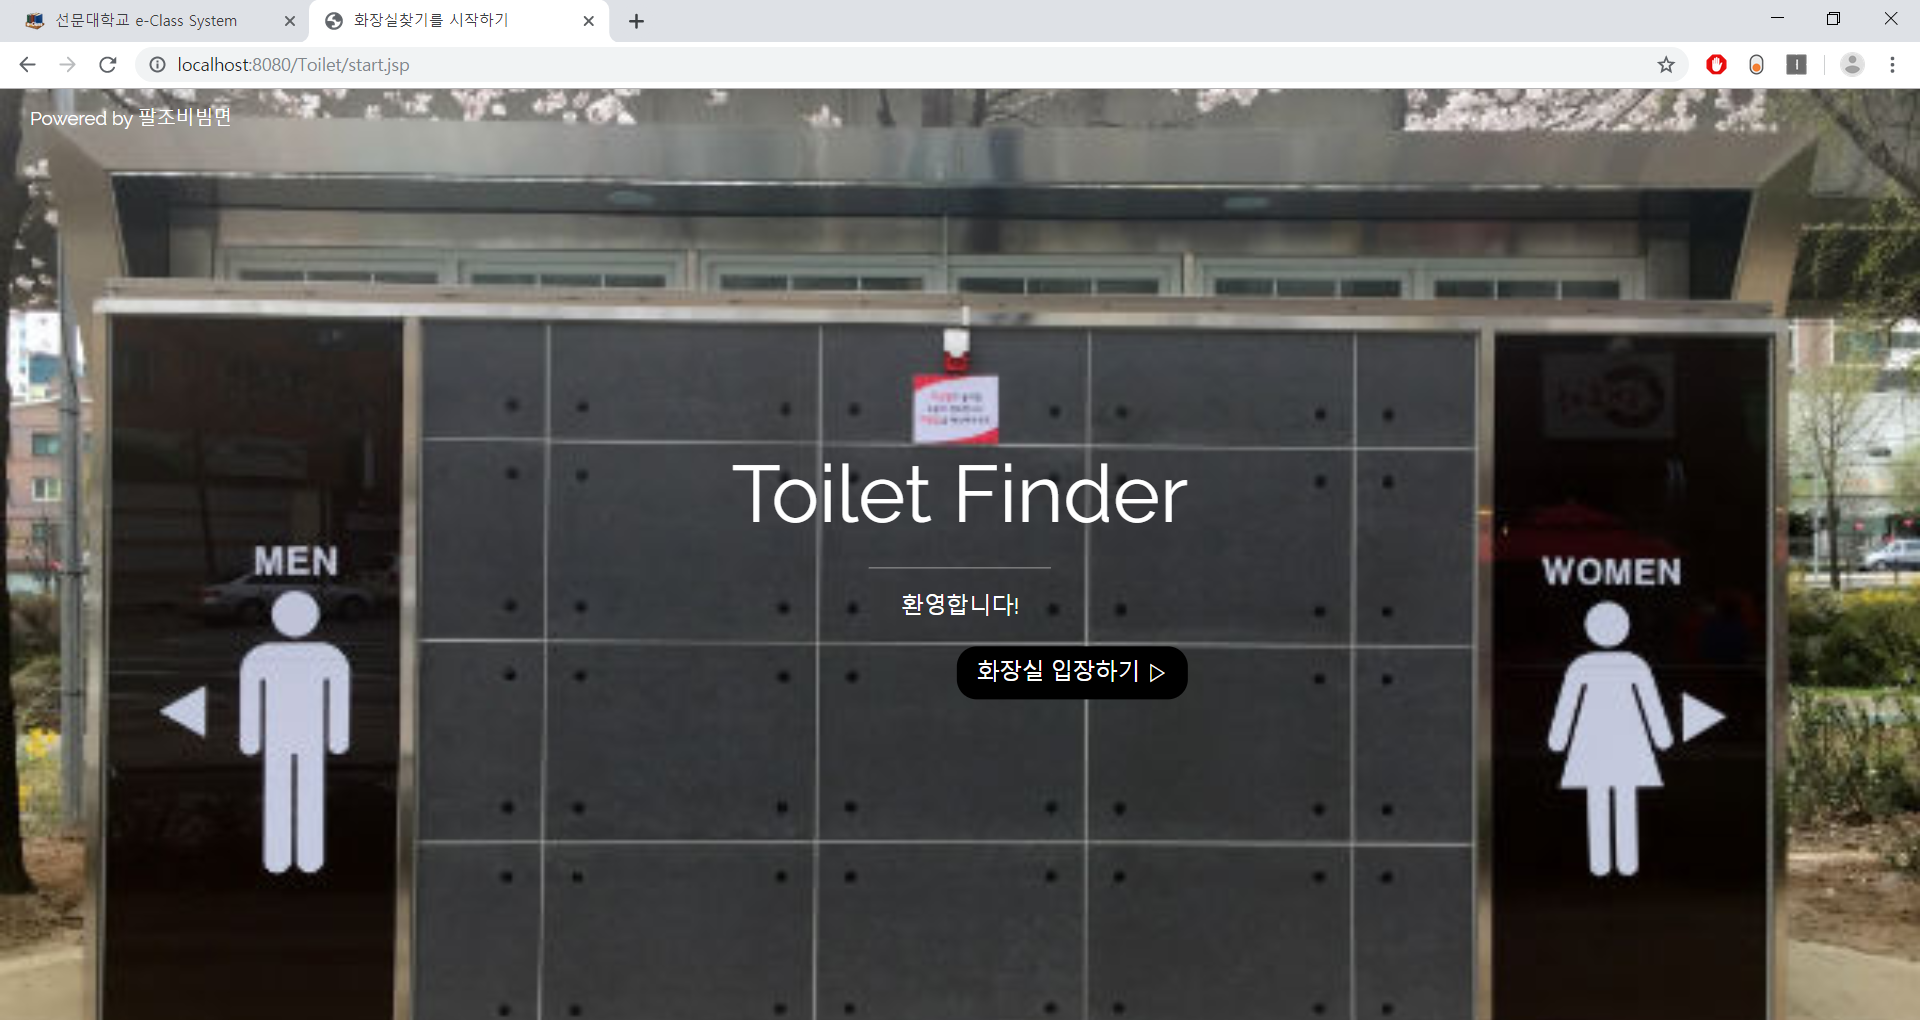 선문대학교 e-Class System
화장실찾기를 시작하기
localhost:8080/Toilet/start.jsp
Powered by 팔조비빔면
Toilet Finder
MEN
WOMEN
환영합니다!
화장실 입장하기 ▷